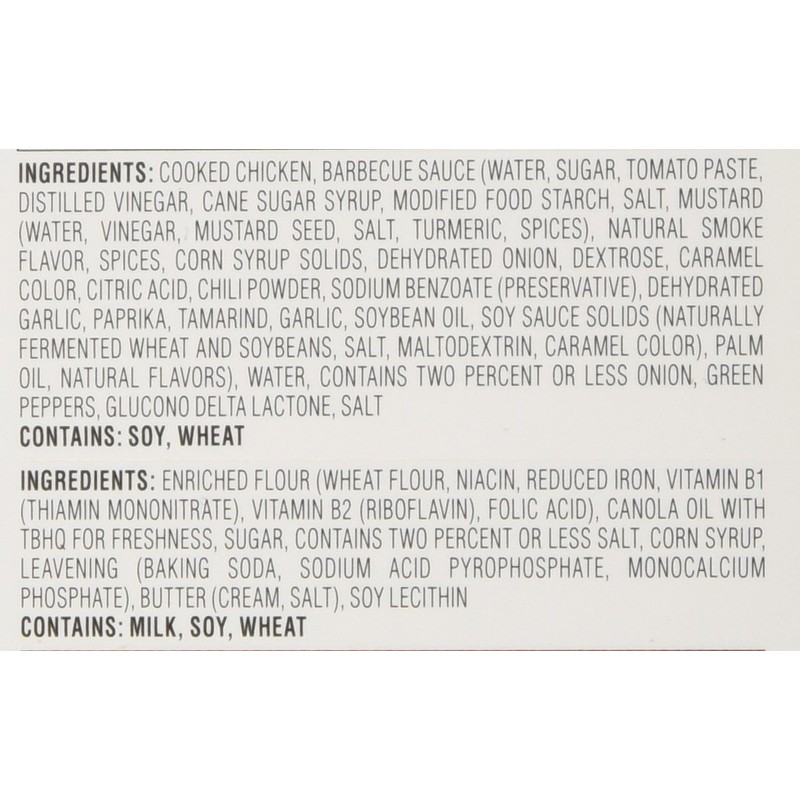 INGREDIENTS: COOKED CHICKEN, BARBECUE SAUCE (WATER, SUGAR, TOMATO PASTE,
DISTILLED VINEGAR, CANE SUGAR SYRUP, MODIFIED FOOD STARCH, SALT, MUSTARD
(WATER, VINEGAR, MUSTARD SEED, SALT, TURMERIC, SPICES), NATURAL SMOKE
FLAVOR, SPICES, CORN SYRUP SOLIDS, DEHYDRATED ONION, DEXTROSE, CARAMEL
COLOR, CITRIC ACID, CHILI POWDER, SODIUM BENZOATE (PRESERVATIVE), DEHYDRATED
GARLIC, PAPRIKA, TAMARIND, GARLIC, SOYBEAN OIL, SOY SAUCE SOLIDS (NATURALLY
FERMENTED WHEAT AND SOYBEANS, SALT, MALTODEXTRIN, CARAMEL COLOR), PALM
OIL, NATURAL FLAVORS), WATER, CONTAINS TWO PERCENT OR LESS ONION, GREEN
PEPPERS, GLUCONO DELTA LACTONE, SALT
CONTAINS: SOY, WHEAT
INGREDIENTS: ENRICHED FLOUR (WHEAT FLOUR, NIACIN, REDUCED IRON, VITAMIN B1
(THIAMIN MONONITRATE), VITAMIN B2 (RIBOFLAVIN), FOLIC ACID), CANOLA OIL WITH
TBHQ FOR FRESHNESS, SUGAR, CONTAINS TWO PERCENT OR LESS SALT, CORN SYRUP,
LEAVENING (BAKING SODA, SODIUM ACID PYROPHOSPHATE, MONOCALCIUM
PHOSPHATE), BUTTER (CREAM, SALT), SOY LECITHIN
CONTAINS: MILK, SOY, WHEAT